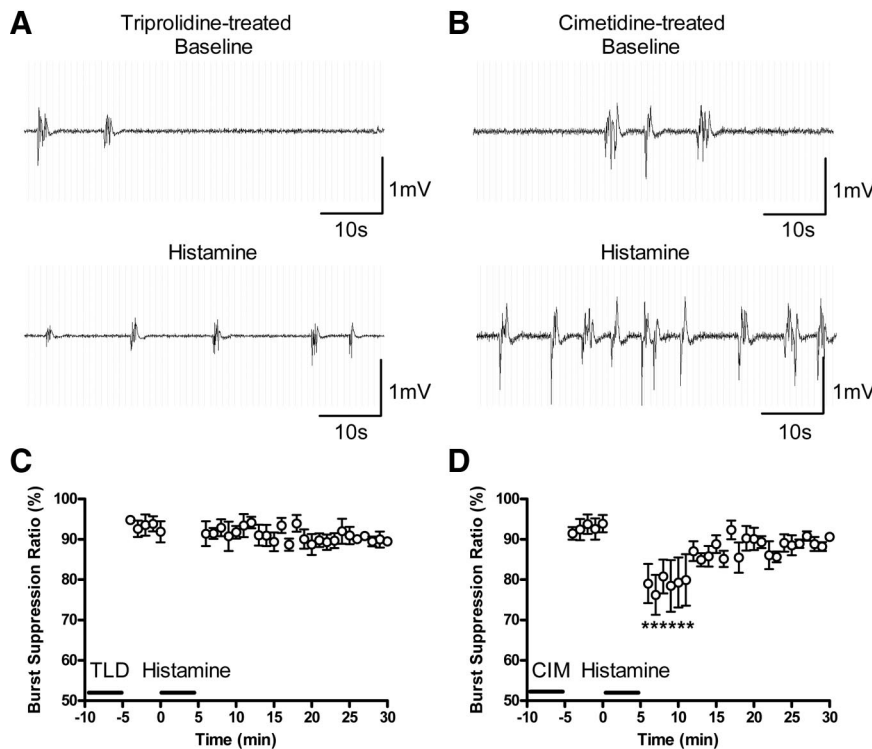 A
Triprolidine-treated
Baseline
1mV
10s
Histamine
1mV
10s
B
Cimetidine-treated
Baseline
1mV
10s
Histamine
1mV
10s
C
Burst Suppression Ratio (%)
100
90
80
70
60
50
TLD Histamine
-10 -5 0 5 10 15 20 25 30
Time (min)
D
Burst Suppression Ratio (%)
100
90
80
70
60
50
******
CIM Histamine
-10 -5 0 5 10 15 20 25 30
Time (min)